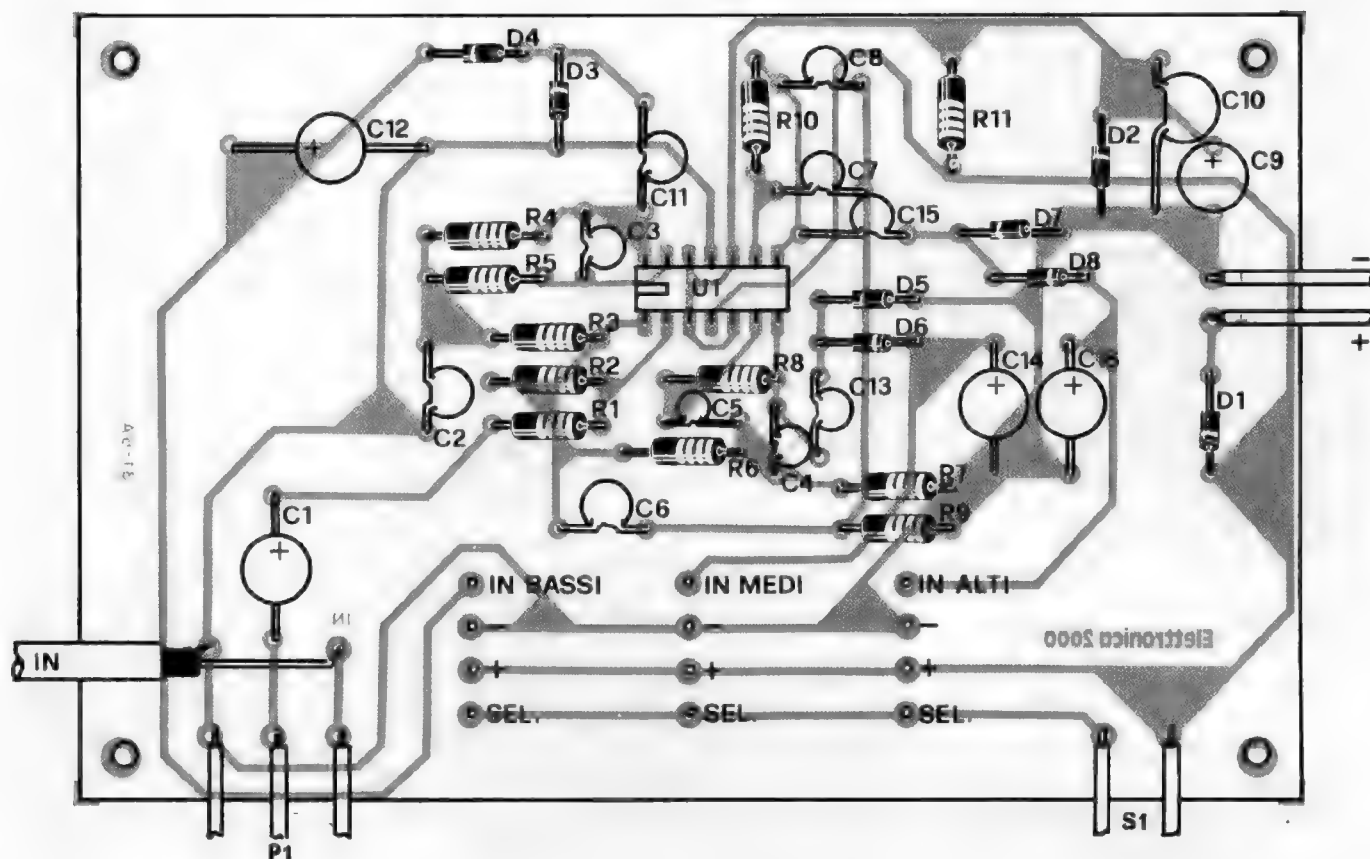 D4
D3
C8
C10
C12
R10
R11
D2
C9
C11
C7
R4
C3
C15
D7
R5
U1
D8
D5
-
R3
D6
+
R2
R8
C14
R1
C5
C13
D1
C2
R6
C4
R7
C1
C6
R9
IN BASSI
IN MEDI
IN ALTI
IN
- - -
Elettronica 2000
IN
+ + +
SEL. SEL. SEL.
P1
S1